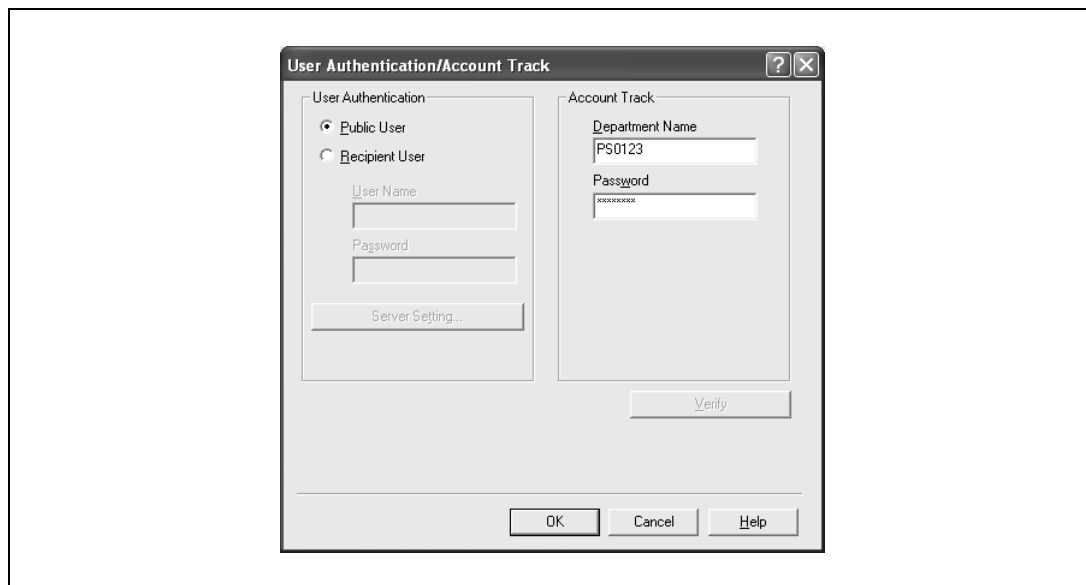 User Authentication/Account Track
User Authentication
Public User
Recipient User
User Name
Password
Server Setting...
Account Track
Department Name
PS0123
Password
××××××××
Verify
OK
Cancel
Help